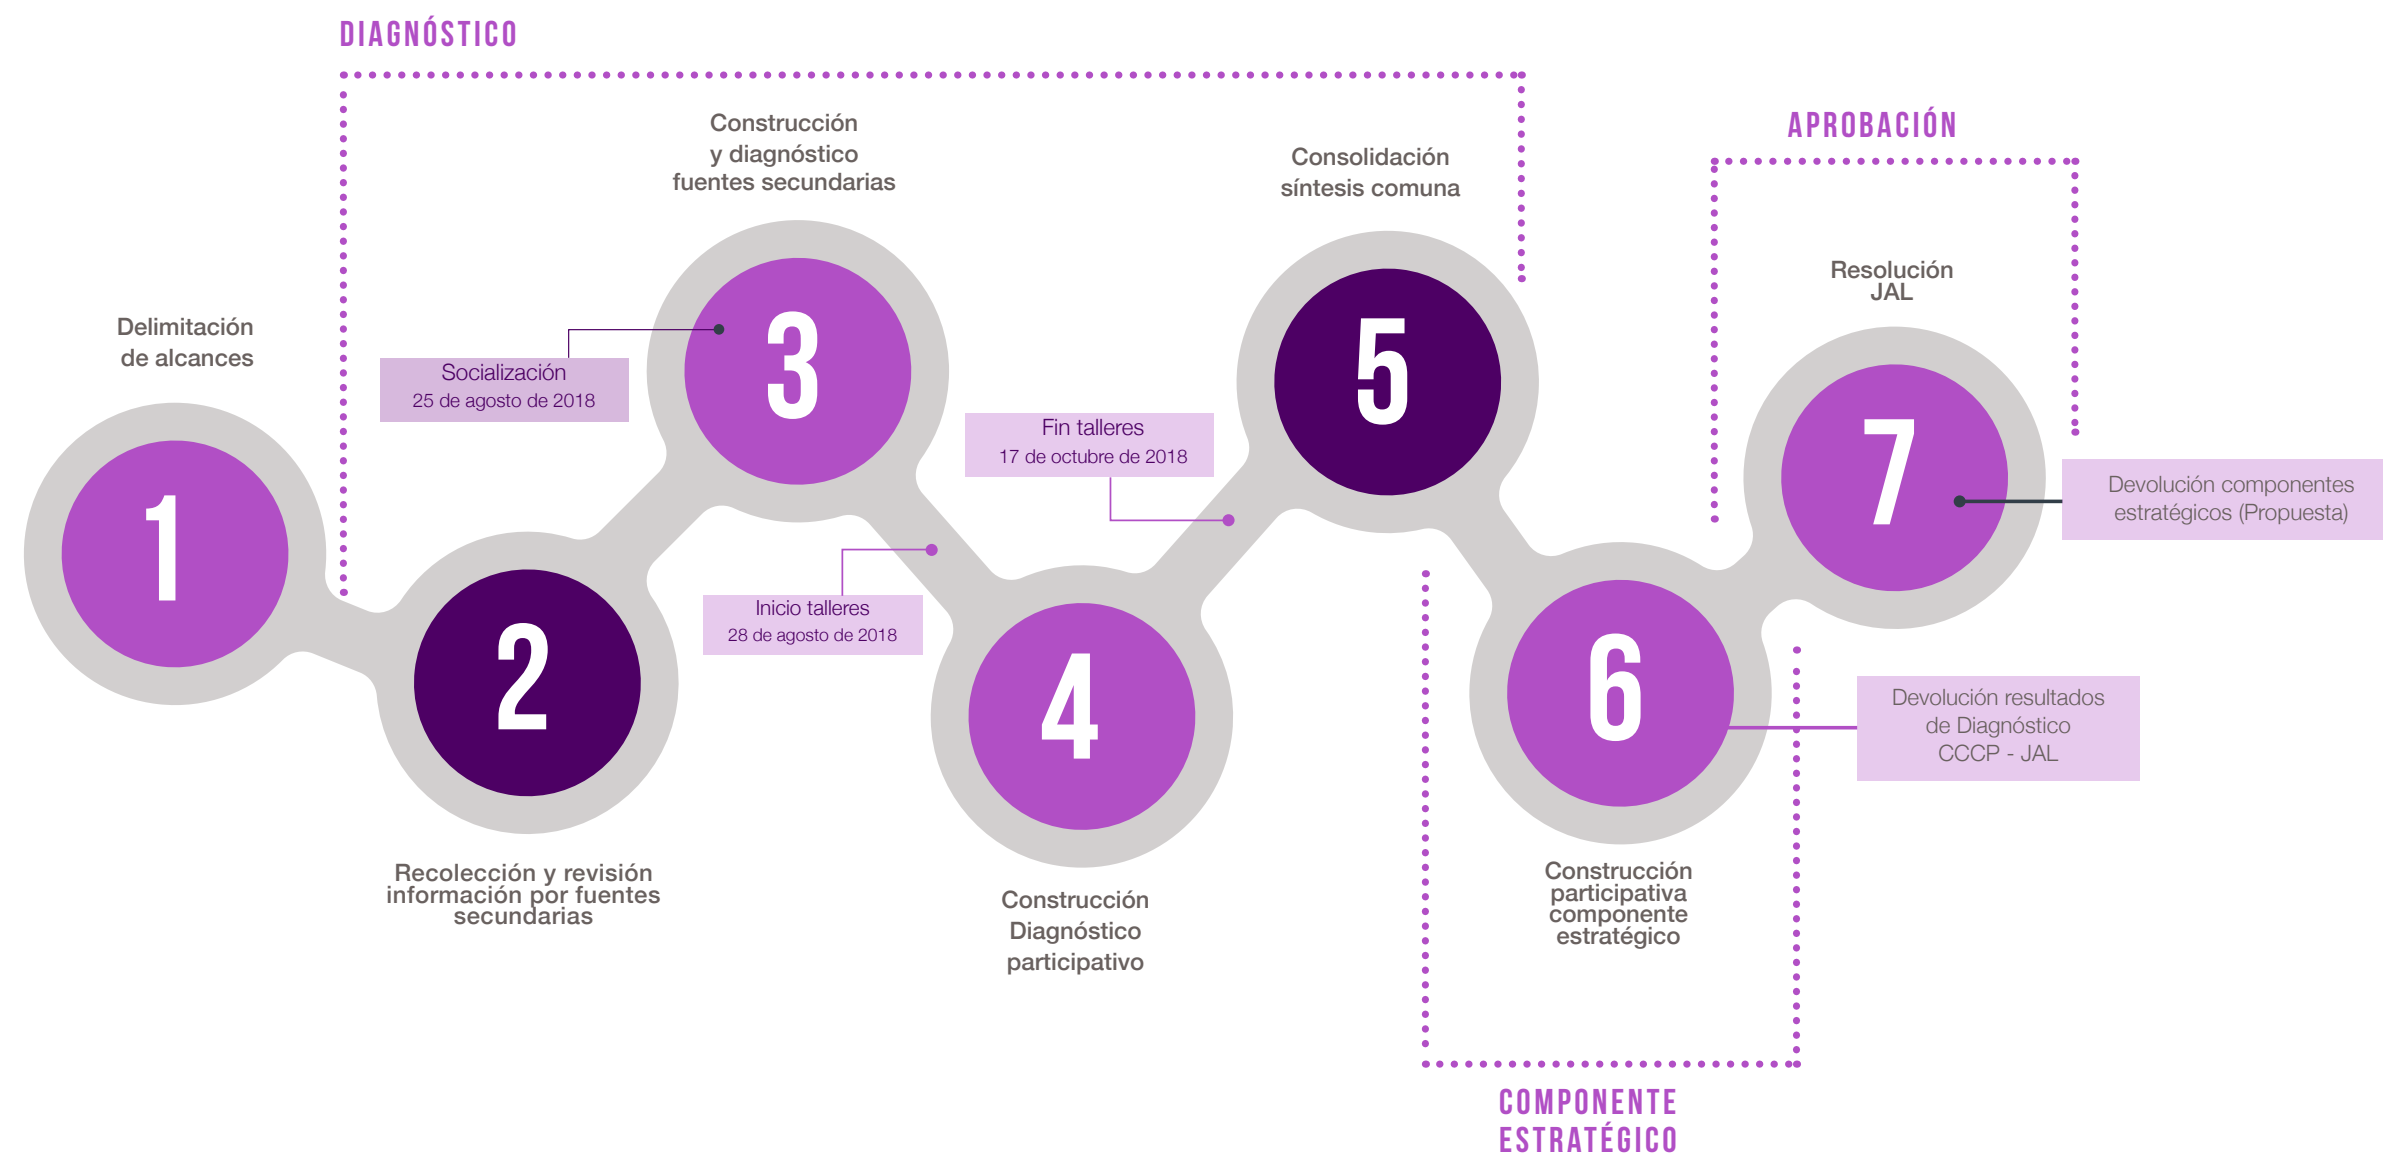 DIAGNÓSTICO
Delimitación
de alcances
1
2
Recolección y revisión
información por fuentes
secundarias
Construcción
y diagnóstico
fuentes secundarias
Socialización
25 de agosto de 2018
3
Inicio talleres
28 de agosto de 2018
4
Construcción
Diagnóstico
participativo
Fin talleres
17 de octubre de 2018
Consolidación
síntesis comuna
5
6
Construcción
participativa
componente
estratégico
Devolución resultados
de Diagnóstico
CCCP - JAL
COMPONENTE
ESTRATÉGICO
APROBACIÓN
Resolución
JAL
7
Devolución componentes
estratégicos (Propuesta)